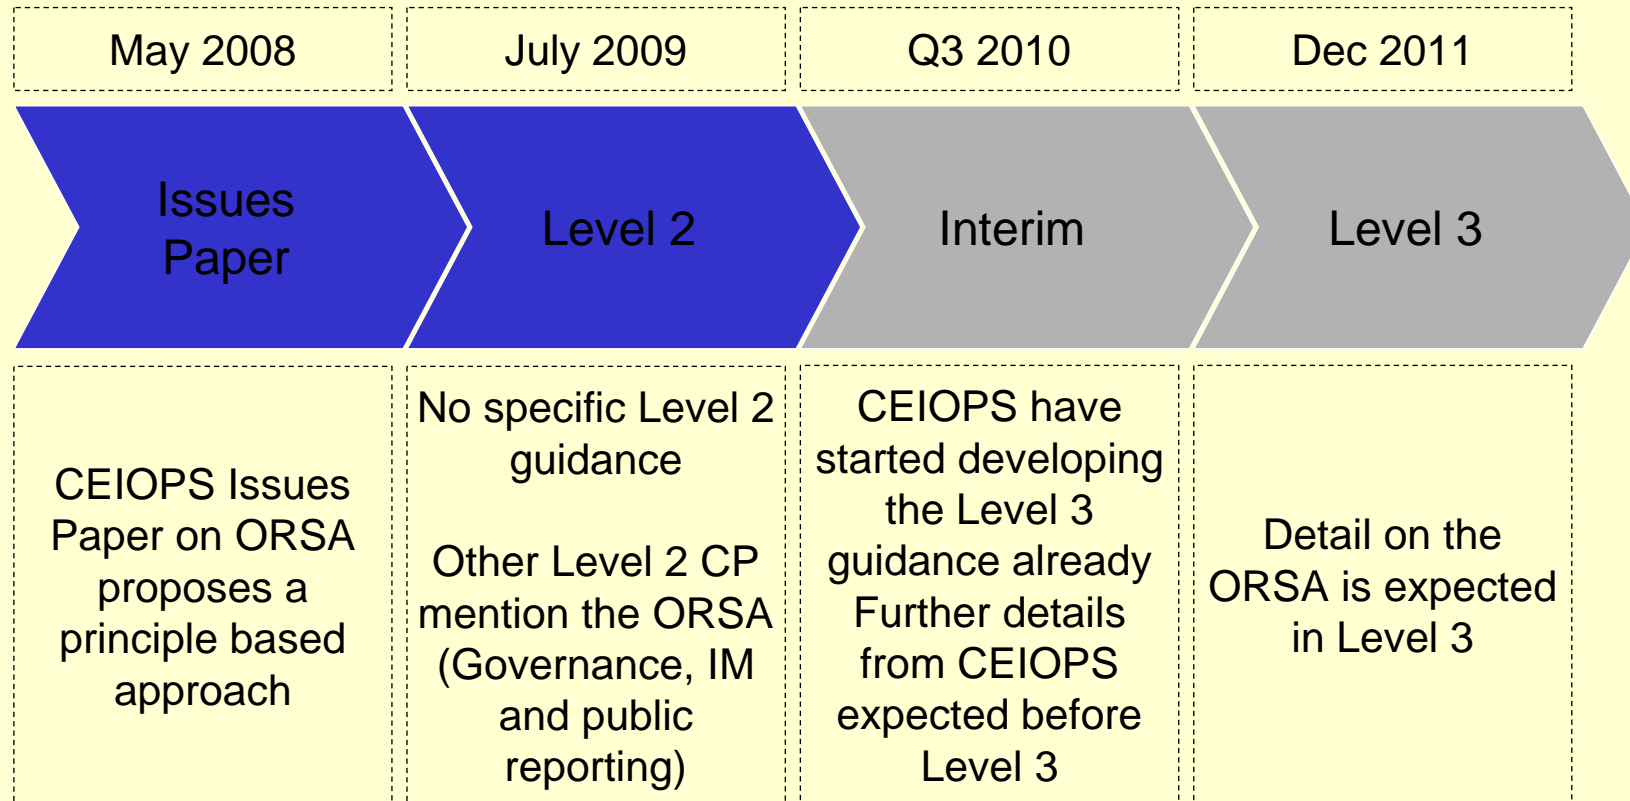 May 2008
July 2009
Q3 2010
Dec 2011
Issues
Paper
Level 2
Interim
Level 3
CEIOPS Issues
Paper on ORSA
proposes a
principle based
approach
No specific Level 2
guidance
Other Level 2 CP
mention the ORSA
(Governance, IM
and public
reporting)
CEIOPS have
started developing
the Level 3
guidance already
Further details
from CEIOPS
expected before
Level 3
Detail on the
ORSA is expected
in Level 3